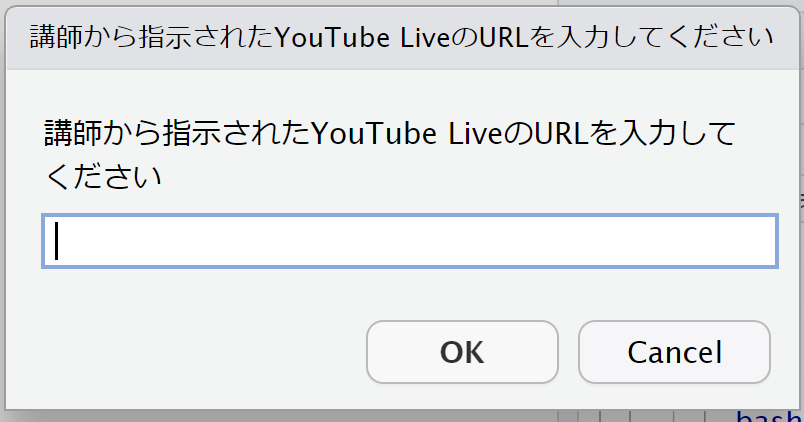 講師から指示されたYouTube LiveのURLを入力してください
講師から指示されたYouTube LiveのURLを入力して
ください
OK
Cancel
bash